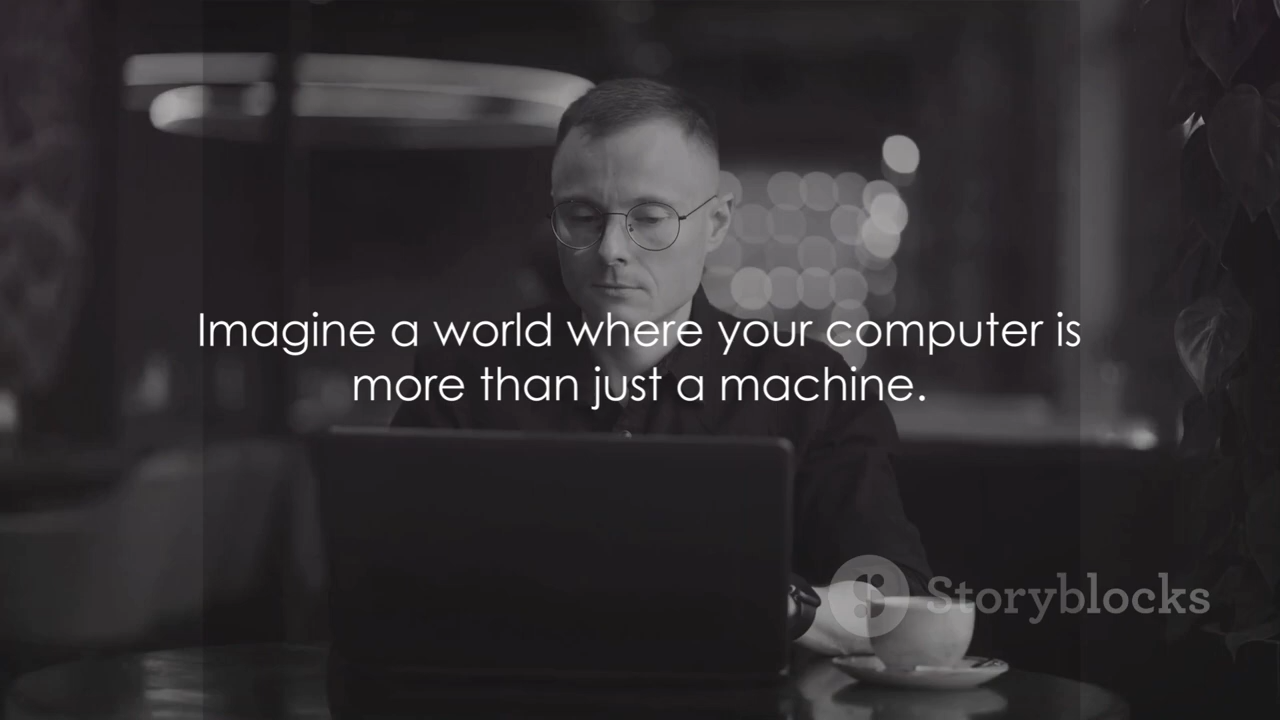 Imagine a world where your computer is
more than just a machine.
Storyblocks